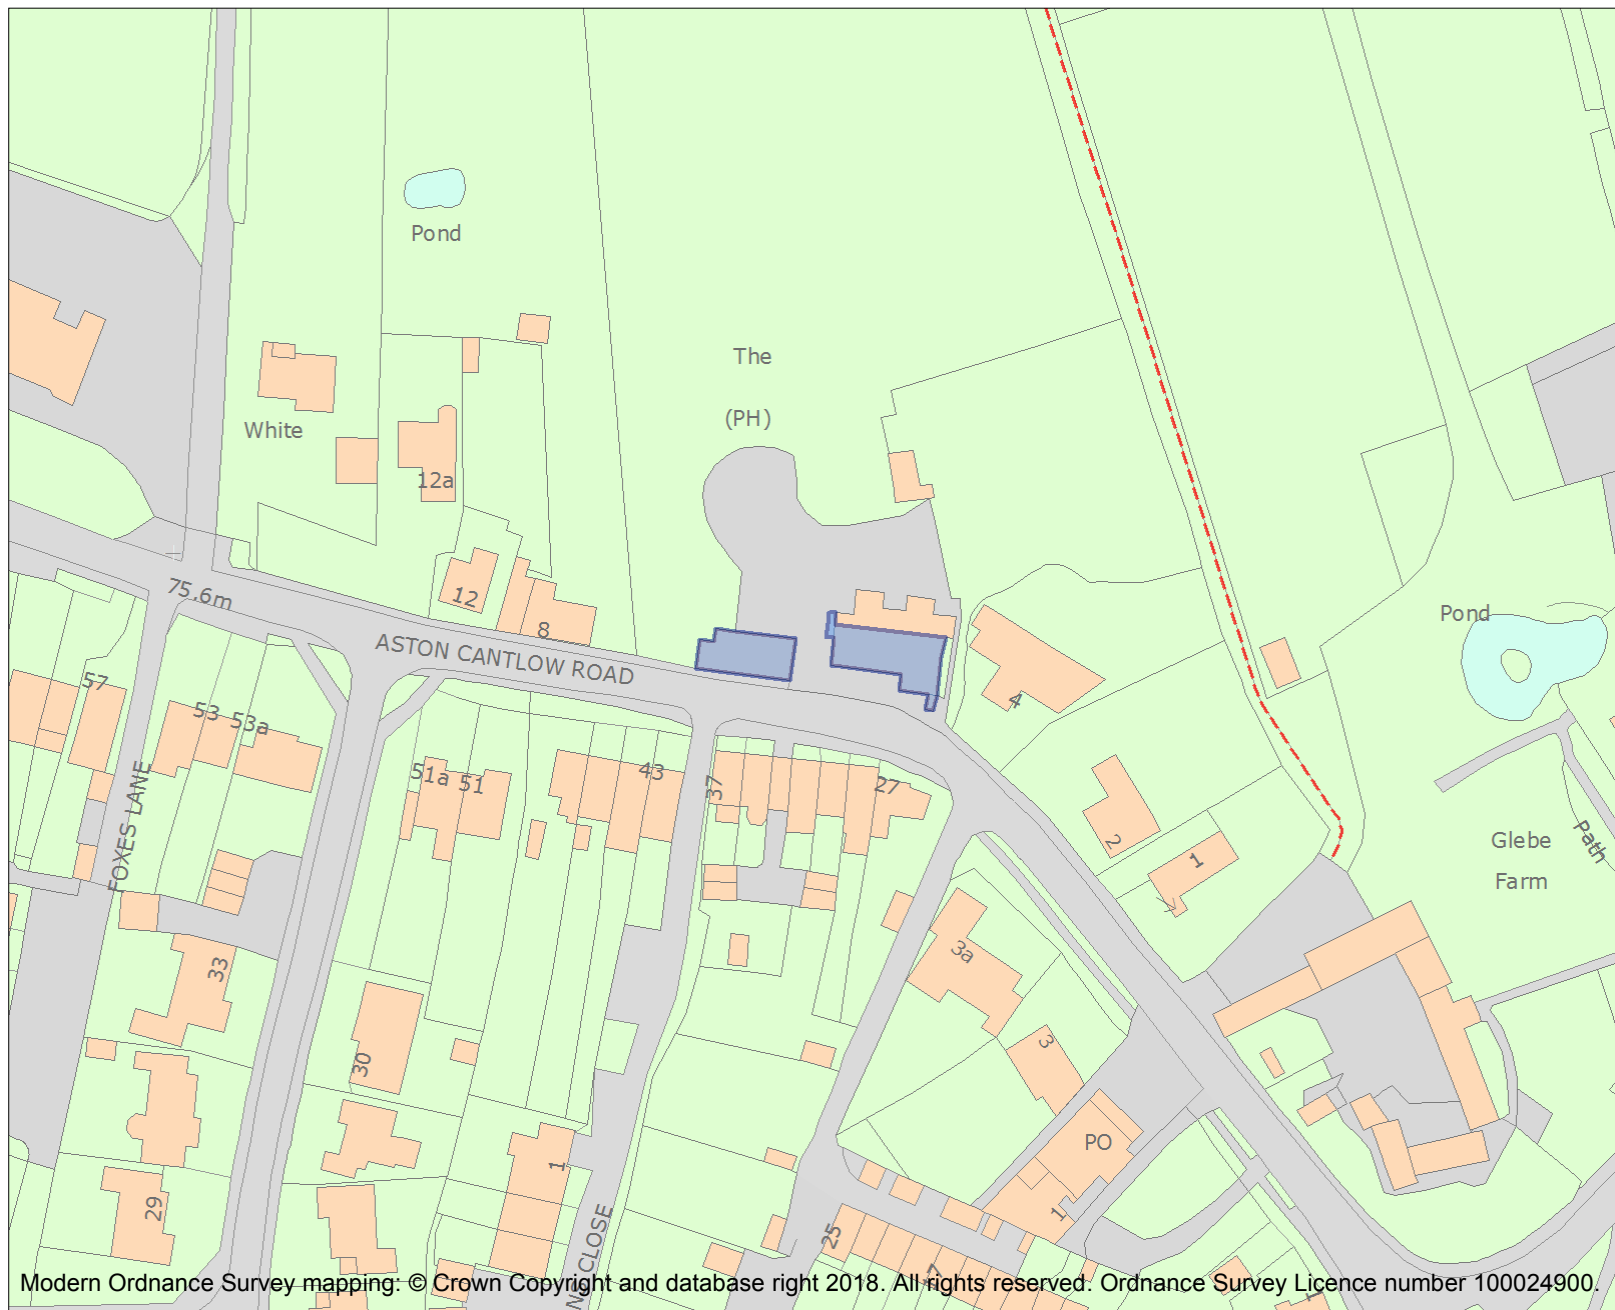 Pond
The
(PH)
White
12a
75.6m
12
8
ASTON CANTLOW ROAD
Pond
4
57
53 53a
51a 51
43
37
27
2
1
Glebe
Farm
Path
FOXES LANE
33
3a
30
3
PO
1
1
29
25
NS CLOSE
Modern Ordnance Survey mapping: © Crown Copyright and database right 2018. All rights reserved. Ordnance Survey Licence number 100024900.